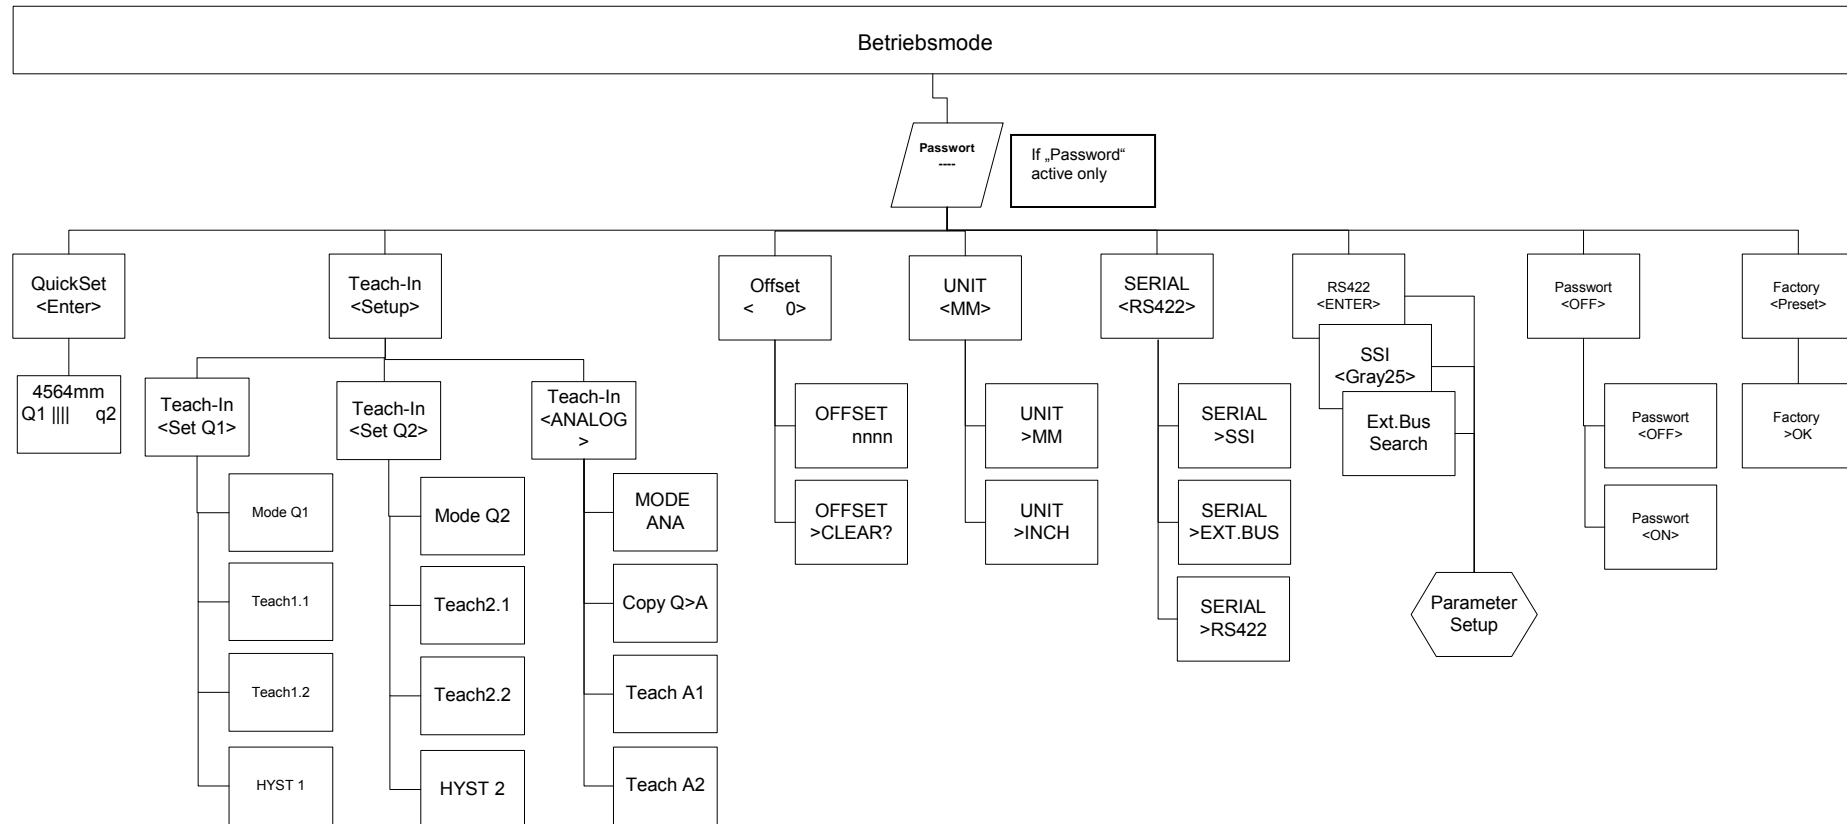 Betriebsmode
Passwort
----
If „Password“
active only
QuickSet
<Enter>
4564mm
Q1 |||| q2
Teach-In
<Setup>
Teach-In
<Set Q1>
Mode Q1
Teach1.1
Teach1.2
HYST 1
Teach-In
<Set Q2>
Mode Q2
Teach2.1
Teach2.2
HYST 2
Teach-In
<ANALOG
>
MODE
ANA
Copy Q>A
Teach A1
Teach A2
Offset
< 0>
OFFSET
nnnn
OFFSET
>CLEAR?
UNIT
<MM>
UNIT
>MM
UNIT
>INCH
SERIAL
<RS422>
SERIAL
>SSI
SERIAL
>EXT.BUS
SERIAL
>RS422
RS422
<ENTER>
SSI
<Gray25>
Ext.Bus
Search
Parameter
Setup
Passwort
<OFF>
Passwort
<OFF>
Passwort
<ON>
Factory
<Preset>
Factory
>OK